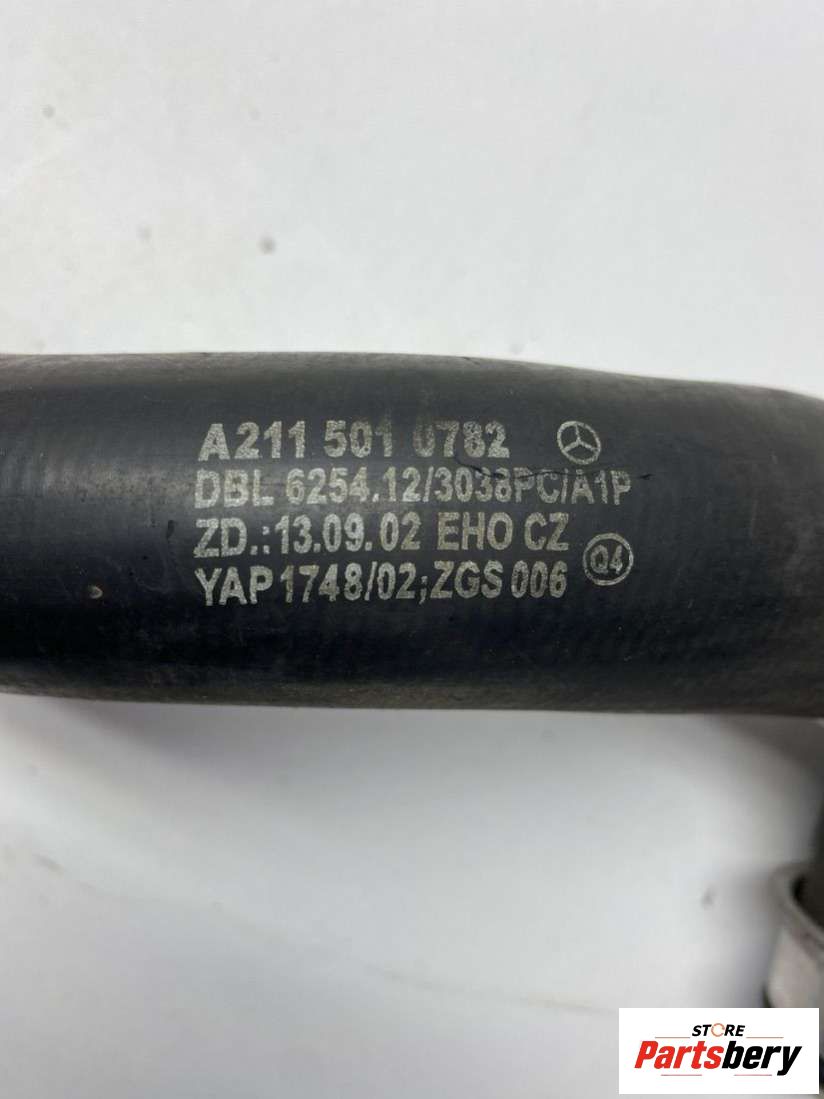 A211 501 0782
DBL 6254.12/3038PC/A1P
ZD.:13.09.02 EHO CZ
YAP1748/02;ZGS 006 Q4
STORE
Partsbery